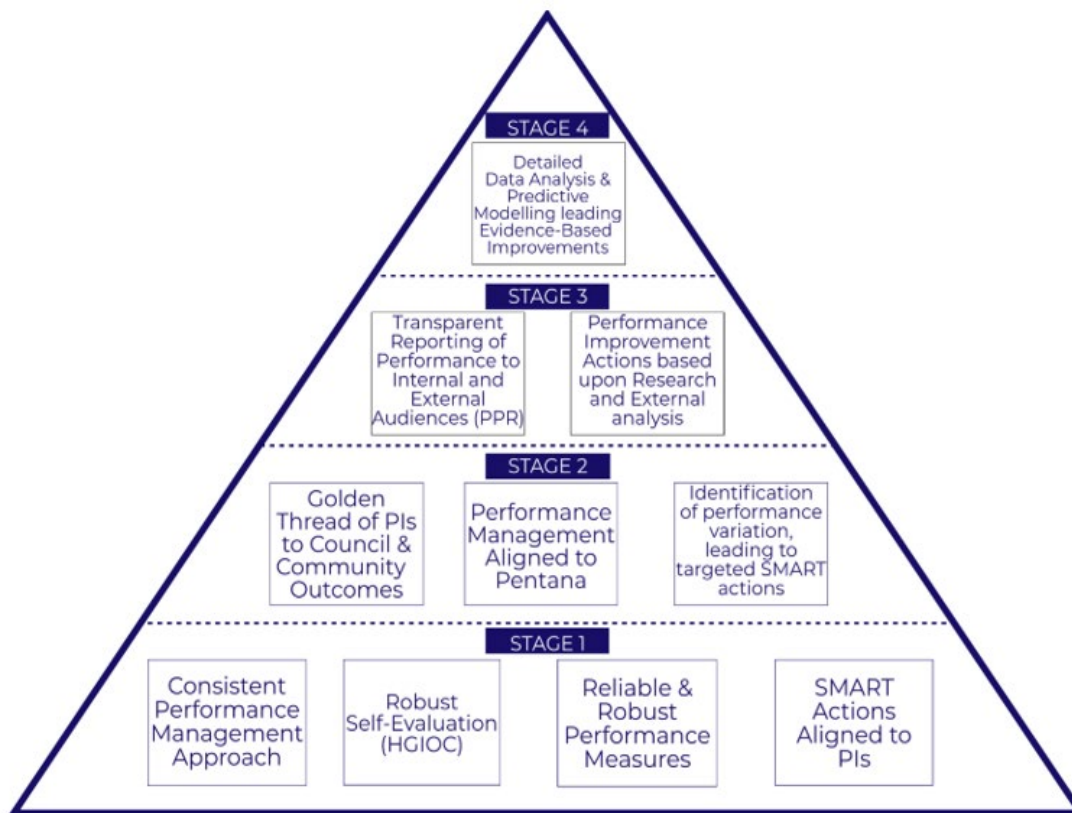 STAGE 4
Detailed
Data Analysis &
Predictive
Modelling leading
Evidence-Based
Improvements
STAGE 3
Transparent
Reporting of
Performance to
Internal and
External
Audiences (PPR)
Performance
Improvement
Actions based
upon Research
and External
analysis
STAGE 2
Golden
Thread of PIs
to Council &
Community
Outcomes
Performance
Management
Aligned to
Pentana
Identification
of performance
variation,
leading to
targeted SMART
actions
STAGE 1
Consistent
Performance
Management
Approach
Robust
Self-Evaluation
(HGIOC)
Reliable &
Robust
Performance
Measures
SMART
Actions
Aligned to
PIs